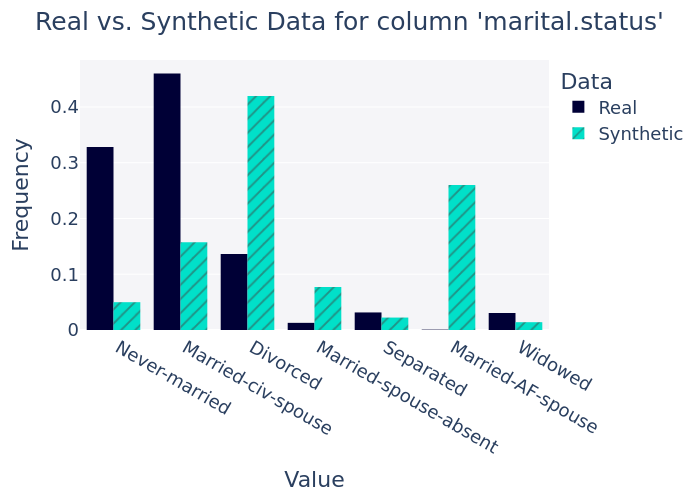 Real vs. Synthetic Data for column 'marital.status'
Data
Real
Synthetic
Frequency
0.4
0.3
0.2
0.1
0
Never-married
Married-civ-spouse
Divorced
Married-spouse-absent
Separated
Married-AF-spouse
Widowed
Value